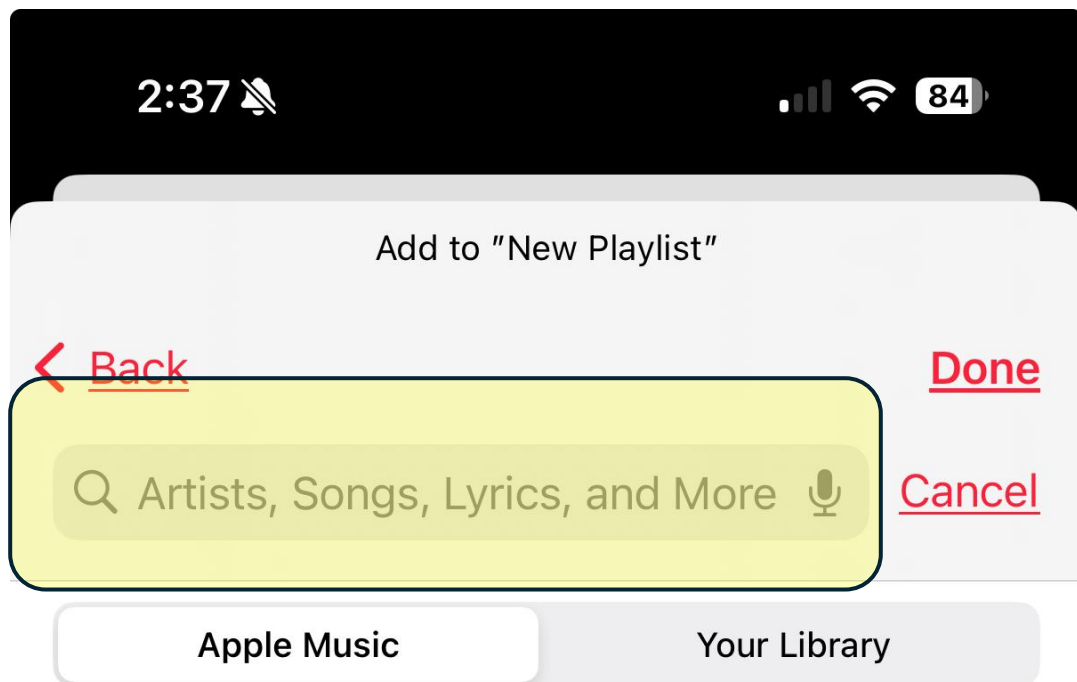 2:37 84
Add to "New Playlist"
Back Done
Artists, Songs, Lyrics, and More Cancel
Apple Music Your Library